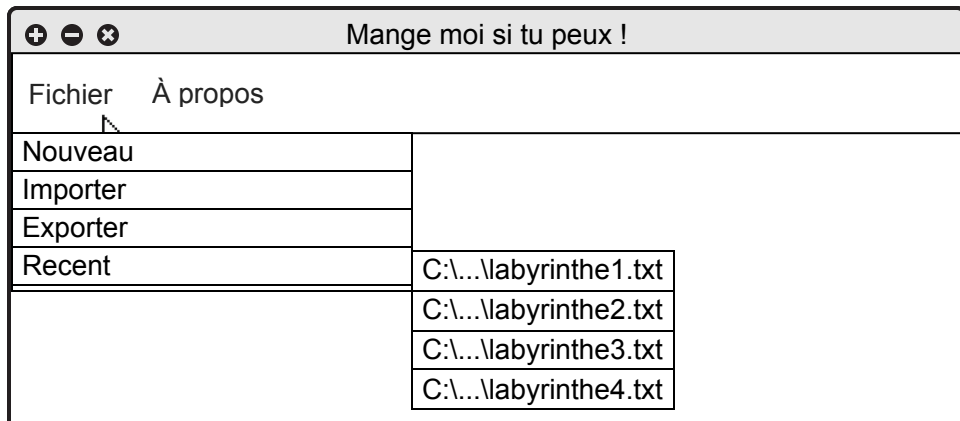 Mange moi si tu peux !
Fichier À propos
Nouveau
Importer
Exporter
Recent
C:\...\labyrinthe1.txt
C:\...\labyrinthe2.txt
C:\...\labyrinthe3.txt
C:\...\labyrinthe4.txt